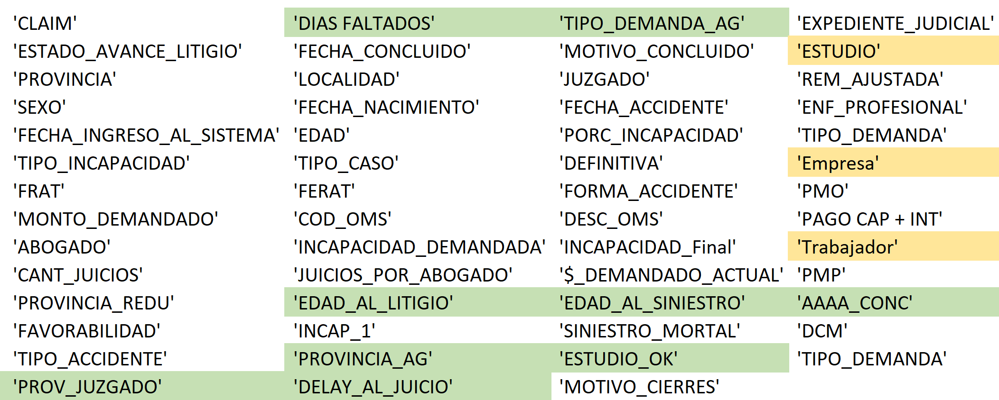 'CLAIM' 'DIAS FALTADOS' 'TIPO_DEMANDA_AG' 'EXPEDIENTE_JUDICIAL'
'ESTADO_AVANCE_LITIGIO' 'FECHA_CONCLUIDO' 'MOTIVO_CONCLUIDO' 'ESTUDIO'
'PROVINCIA' 'LOCALIDAD' 'JUZGADO' 'REM_AJUSTADA'
'SEXO' 'FECHA_NACIMIENTO' 'FECHA_ACCIDENTE' 'ENF_PROFESIONAL'
'FECHA_INGRESO_AL_SISTEMA' 'EDAD' 'PORC_INCAPACIDAD' 'TIPO_DEMANDA'
'TIPO_INCAPACIDAD' 'TIPO_CASO' 'DEFINITIVA' 'Empresa'
'FRAT' 'FERAT' 'FORMA_ACCIDENTE' 'PMO'
'MONTO_DEMANDADO' 'COD_OMS' 'DESC_OMS' 'PAGO CAP + INT'
'ABOGADO' 'INCAPACIDAD_DEMANDADA' 'INCAPACIDAD_Final' 'Trabajador'
'CANT_JUICIOS' 'JUICIOS_POR_ABOGADO' '$_DEMANDADO_ACTUAL' 'PMP'
'PROVINCIA_REDU' 'EDAD_AL_LITIGIO' 'EDAD_AL_SINIESTRO' 'AAAA_CONC'
'FAVORABILIDAD' 'INCAP_1' 'SINIESTRO_MORTAL' 'DCM'
'TIPO_ACCIDENTE' 'PROVINCIA_AG' 'ESTUDIO_OK' 'TIPO_DEMANDA'
'PROV_JUZGADO' 'DELAY_AL_JUICIO' 'MOTIVO_CIERRES'